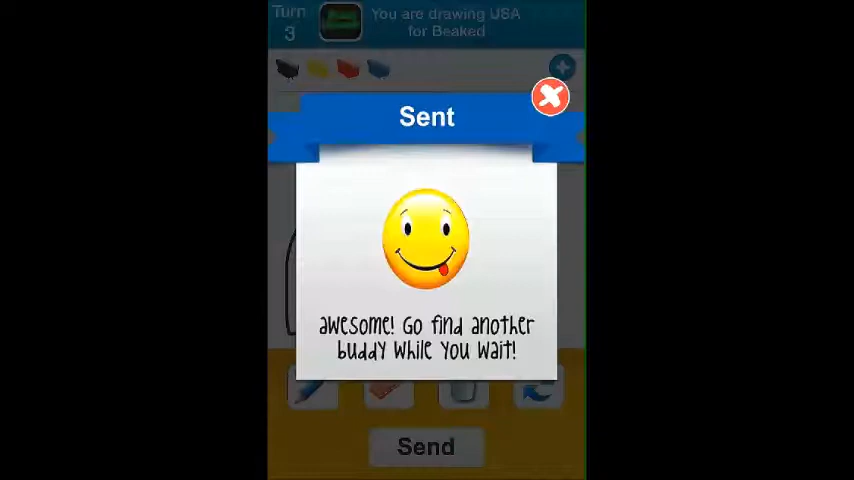 Turn
3
You are drawing USA
for Beaked
Sent
awesome! Go find another
buddy while you wait!
Send